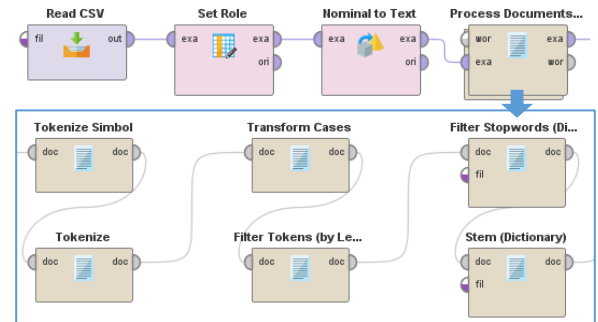 Read CSV
Set Role
Nominal to Text
Process Documents...
fil
out
exa
exa
ori
exa
exa
ori
wor
exa
exa
wor
Tokenize Simbol
Transform Cases
Filter Stopwords (Di...
doc
doc
doc
doc
doc
doc
fil
Tokenize
Filter Tokens (by Le...
Stem (Dictionary)
doc
doc
doc
doc
doc
doc
fil